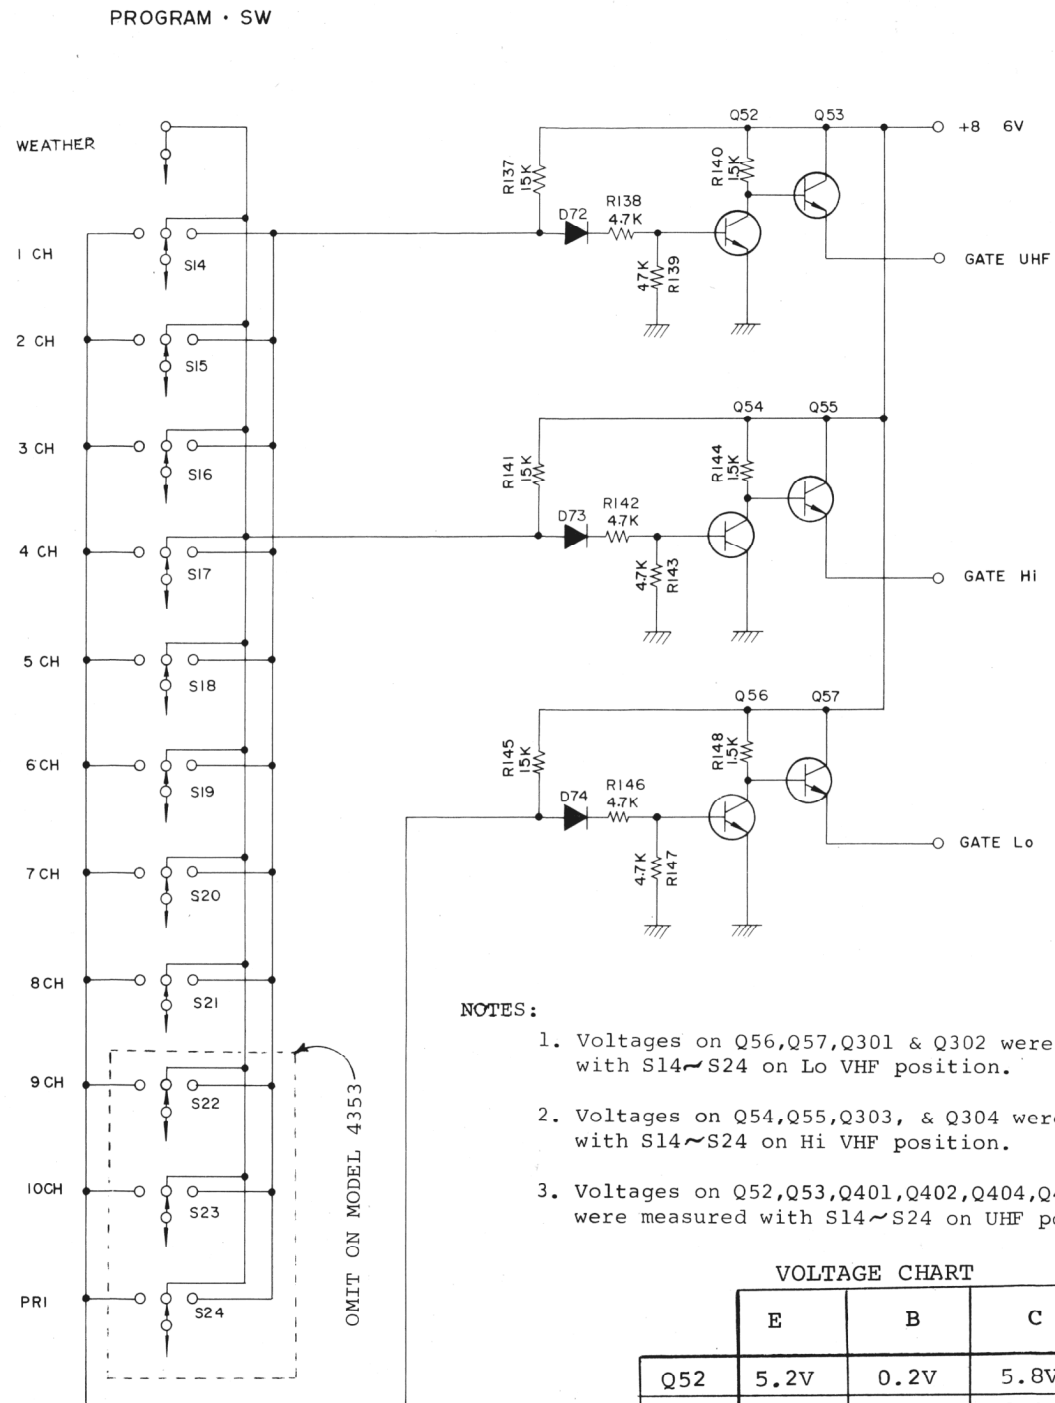 PROGRAM · SW
WEATHER
1 CH
S14
2 CH
S15
3 CH
S16
4 CH
S17
5 CH
S18
6 CH
S19
7 CH
S20
8 CH
S21
9 CH
S22
10CH
S23
PRI
S24
OMIT ON MODEL 4353
Q52
Q53
+8 6V
R137
15K
R140
1.5K
D72
R138
4.7K
47K
R139
GATE UHF
Q54
Q55
R141
15K
R144
1.5K
D73
R142
4.7K
4.7K
R143
GATE Hi
Q56
Q57
R145
15K
R148
1.5K
D74
R146
4.7K
4.7K
R147
GATE Lo
NOTES:
1. Voltages on Q56,Q57,Q301 & Q302 were
with S14~S24 on Lo VHF position.
2. Voltages on Q54,Q55,Q303, & Q304 were
with S14~S24 on Hi VHF position.
3. Voltages on Q52,Q53,Q401,Q402,Q404,
were measured with S14~S24 on UHF
VOLTAGE CHART
E B C
Q52 5.2V 0.2V 5.8V